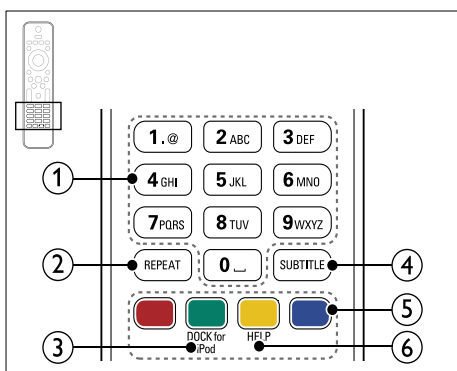 1.@ 2 ABC 3 DEF
1 4 GHI 5 JKL 6 MNO
7 PQRS 8 TUV 9 WXYZ
2 REPEAT 0 SUBTITLE 4
5
3 DOCK for HELP 6
iPod